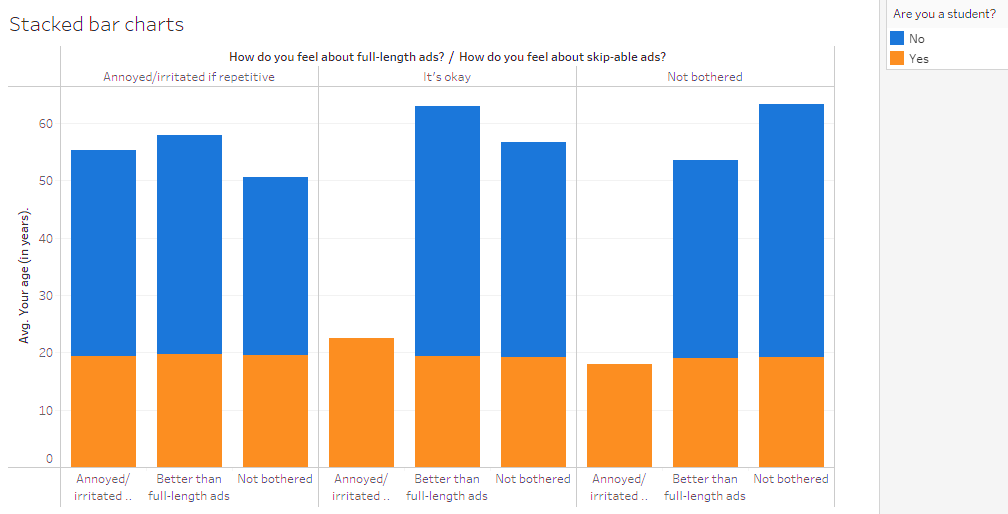 Stacked bar charts
Are you a student?
No
Yes
How do you feel about full-length ads? / How do you feel about skip-able ads?
Annoyed/irritated if repetitive
It's okay
Not bothered
Avg. Your age (in years).
60
50
40
30
20
10
0
Annoyed/
irritated ..
Better than
full-length ads
Not bothered
Annoyed/
irritated ..
Better than
full-length ads
Not bothered
Annoyed/
irritated ..
Better than
full-length ads
Not bothered